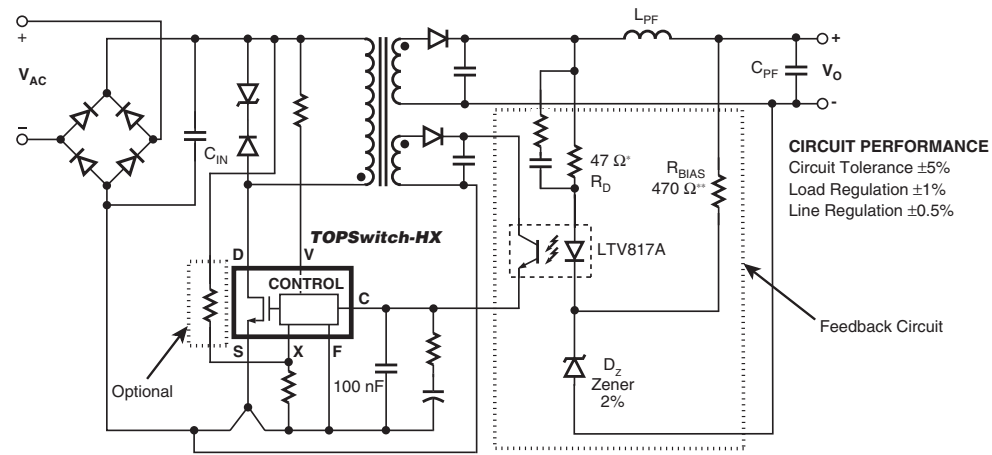 L_PF
+
V_AC
−
C_IN
C_PF
+
V_O
-
CIRCUIT PERFORMANCE
Circuit Tolerance ±5%
Load Regulation ±1%
Line Regulation ±0.5%
47 Ω*
R_D
R_BIAS
470 Ω**
TOPSwitch-HX
LTV817A
D
V
CONTROL
C
S
X
F
Optional
100 nF
D_Z
Zener
2%
Feedback Circuit